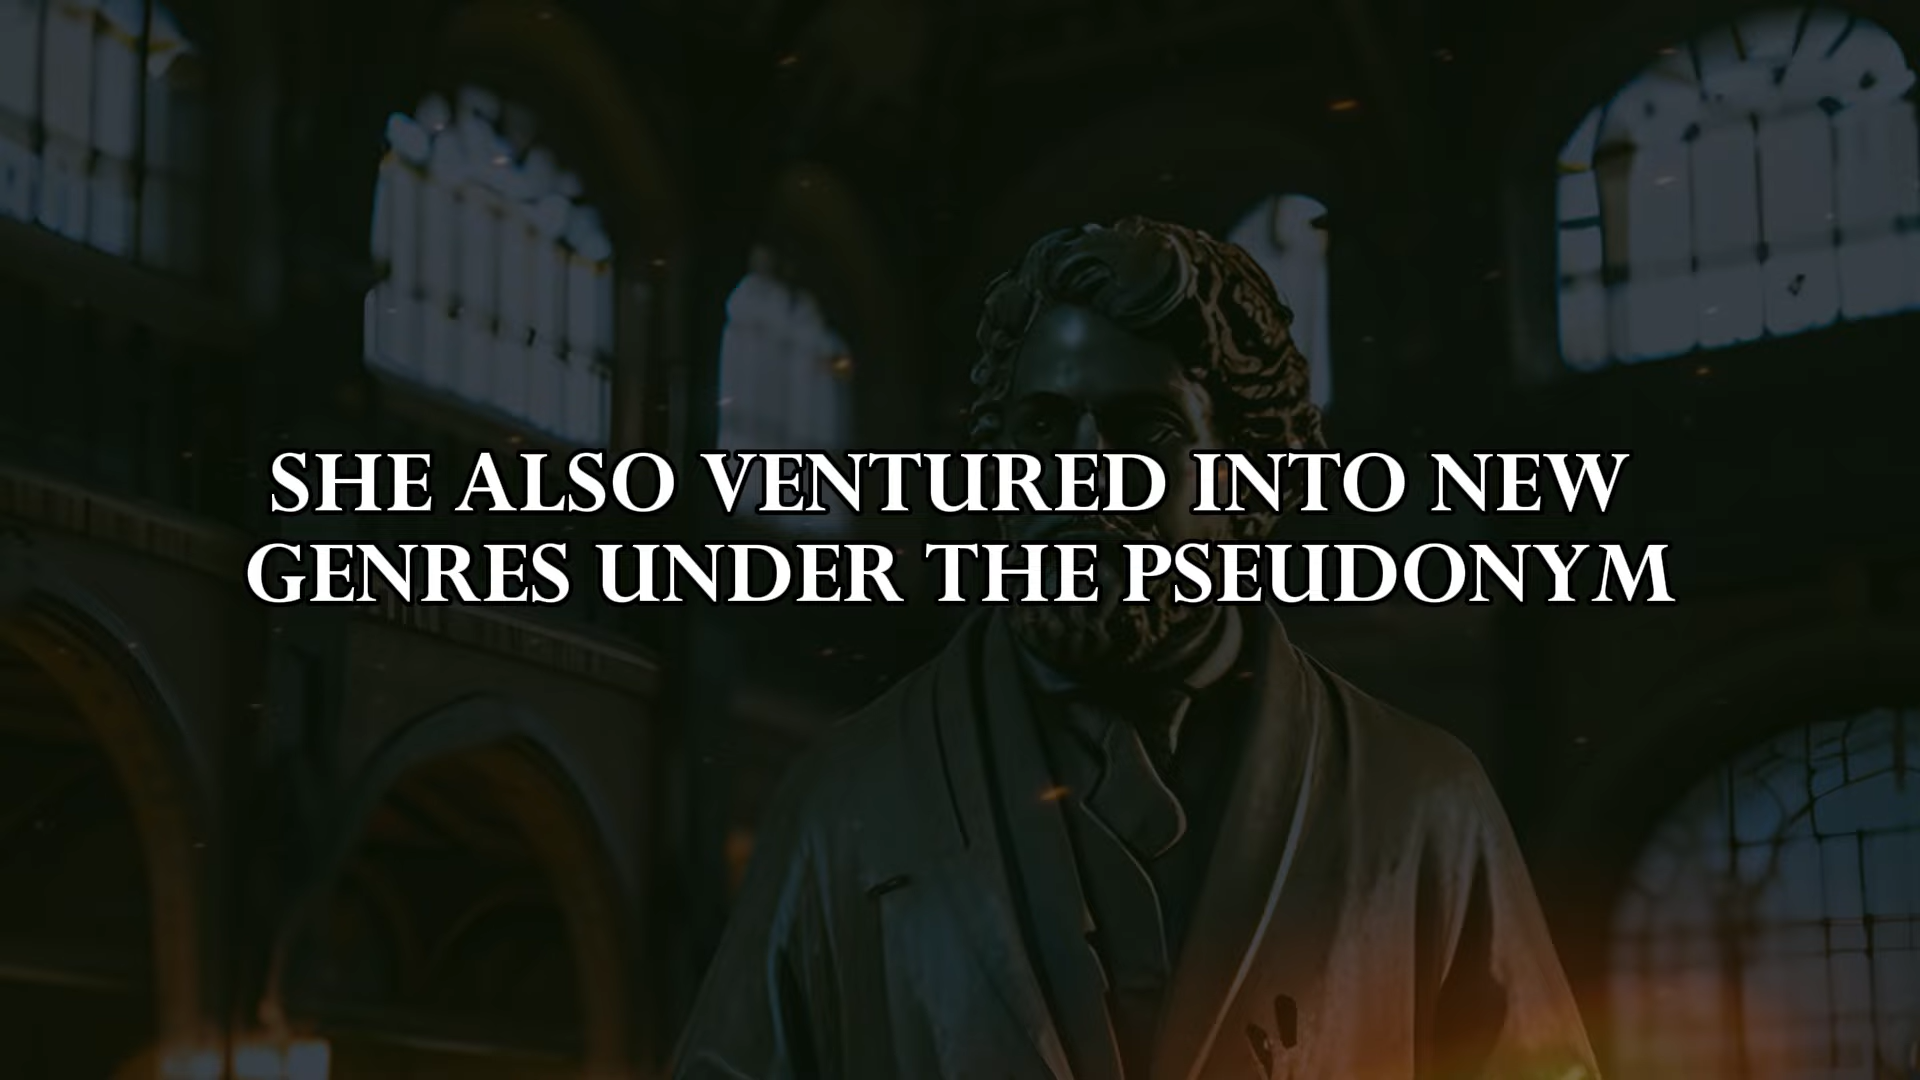 SHE ALSO VENTURED INTO NEW
GENRES UNDER THE PSEUDONYM